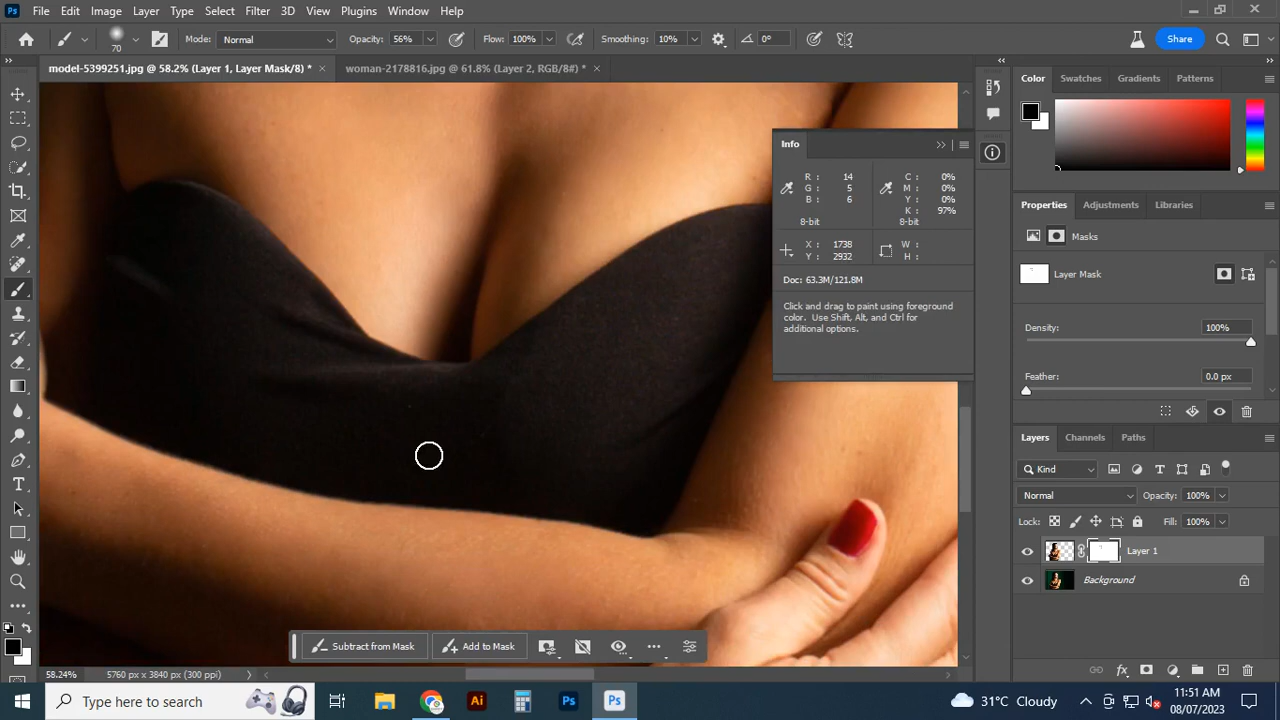 Ps File Edit Image Layer Type Select Filter 3D View Plugins Window Help
70 Mode: Normal Opacity: 56% Flow: 100% Smoothing: 10% 0° Share
model-5399251.jpg @ 58.2% (Layer 1, Layer Mask/8) * ×
woman-2178816.jpg @ 61.8% (Layer 2, RGB/8#) * ×
Info
R : 14 C : 0%
G : 5 M : 0%
B : 6 Y : 0%
K : 97%
8-bit 8-bit
X : 1738 W :
Y : 2932 H :
Doc: 63.3M/121.8M
Click and drag to paint using foreground
color. Use Shift, Alt, and Ctrl for
additional options.
Color Swatches Gradients Patterns
Properties Adjustments Libraries
Masks
Layer Mask
Density: 100%
Feather: 0.0 px
Layers Channels Paths
Kind
Normal Opacity: 100%
Lock: Fill: 100%
Layer 1
Background
Subtract from Mask Add to Mask
58.24% 5760 px x 3840 px (300 ppi)
Type here to search
Ai Ps Ps
31°C Cloudy
11:51 AM
08/07/2023